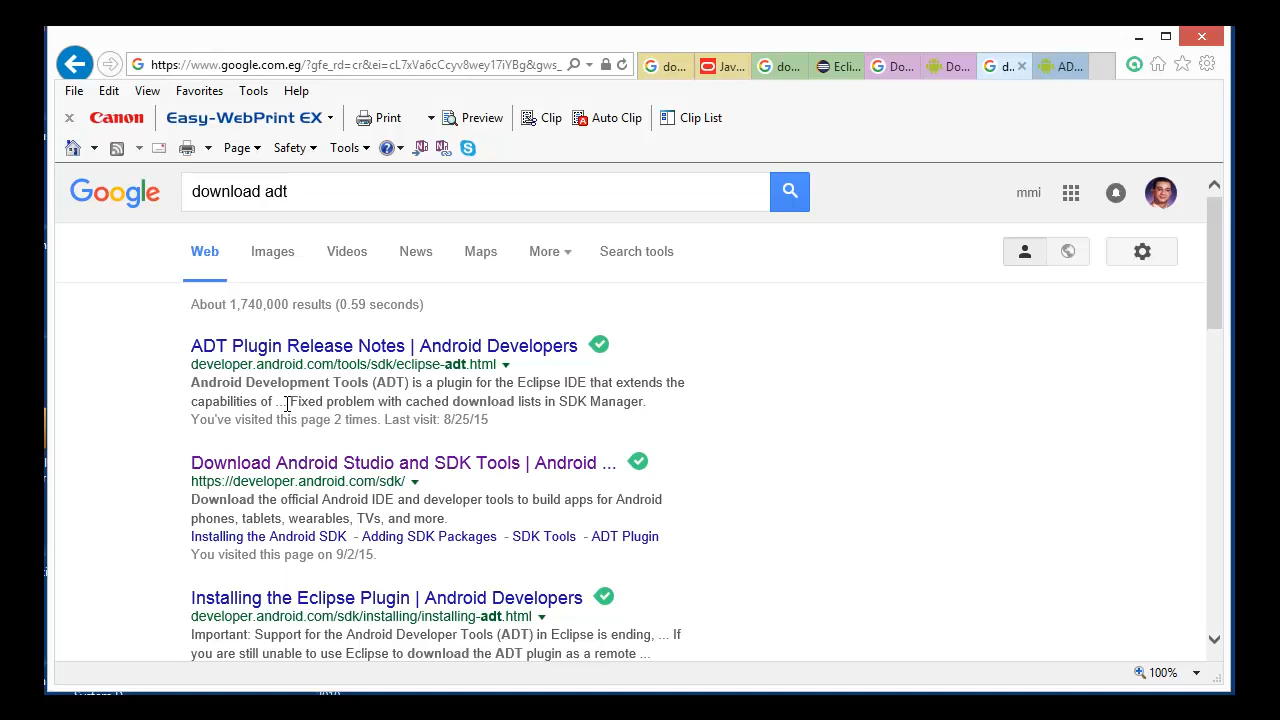 https://www.google.com.eg/?gfe_rd=cr&ei=cL7xVa6cCcyv8weq17iYBg&gws_
do...
Jav...
do...
Ecli...
Do...
Do...
d...
AD...
File Edit View Favorites Tools Help
x Canon Easy-WebPrint EX Print Preview Clip Auto Clip Clip List
Page Safety Tools
Google download adt mmi
Web Images Videos News Maps More Search tools
About 1,740,000 results (0.59 seconds)
ADT Plugin Release Notes | Android Developers
developer.android.com/tools/sdk/eclipse-adt.html
Android Development Tools (ADT) is a plugin for the Eclipse IDE that extends the
capabilities of ... Fixed problem with cached download lists in SDK Manager.
You've visited this page 2 times. Last visit: 8/25/15
Download Android Studio and SDK Tools | Android ...
https://developer.android.com/sdk/
Download the official Android IDE and developer tools to build apps for Android
phones, tablets, wearables, TVs, and more.
Installing the Android SDK - Adding SDK Packages - SDK Tools - ADT Plugin
You visited this page on 9/2/15.
Installing the Eclipse Plugin | Android Developers
developer.android.com/sdk/installing/installing-adt.html
Important: Support for the Android Developer Tools (ADT) in Eclipse is ending, ... If
you are still unable to use Eclipse to download the ADT plugin as a remote ...
100%